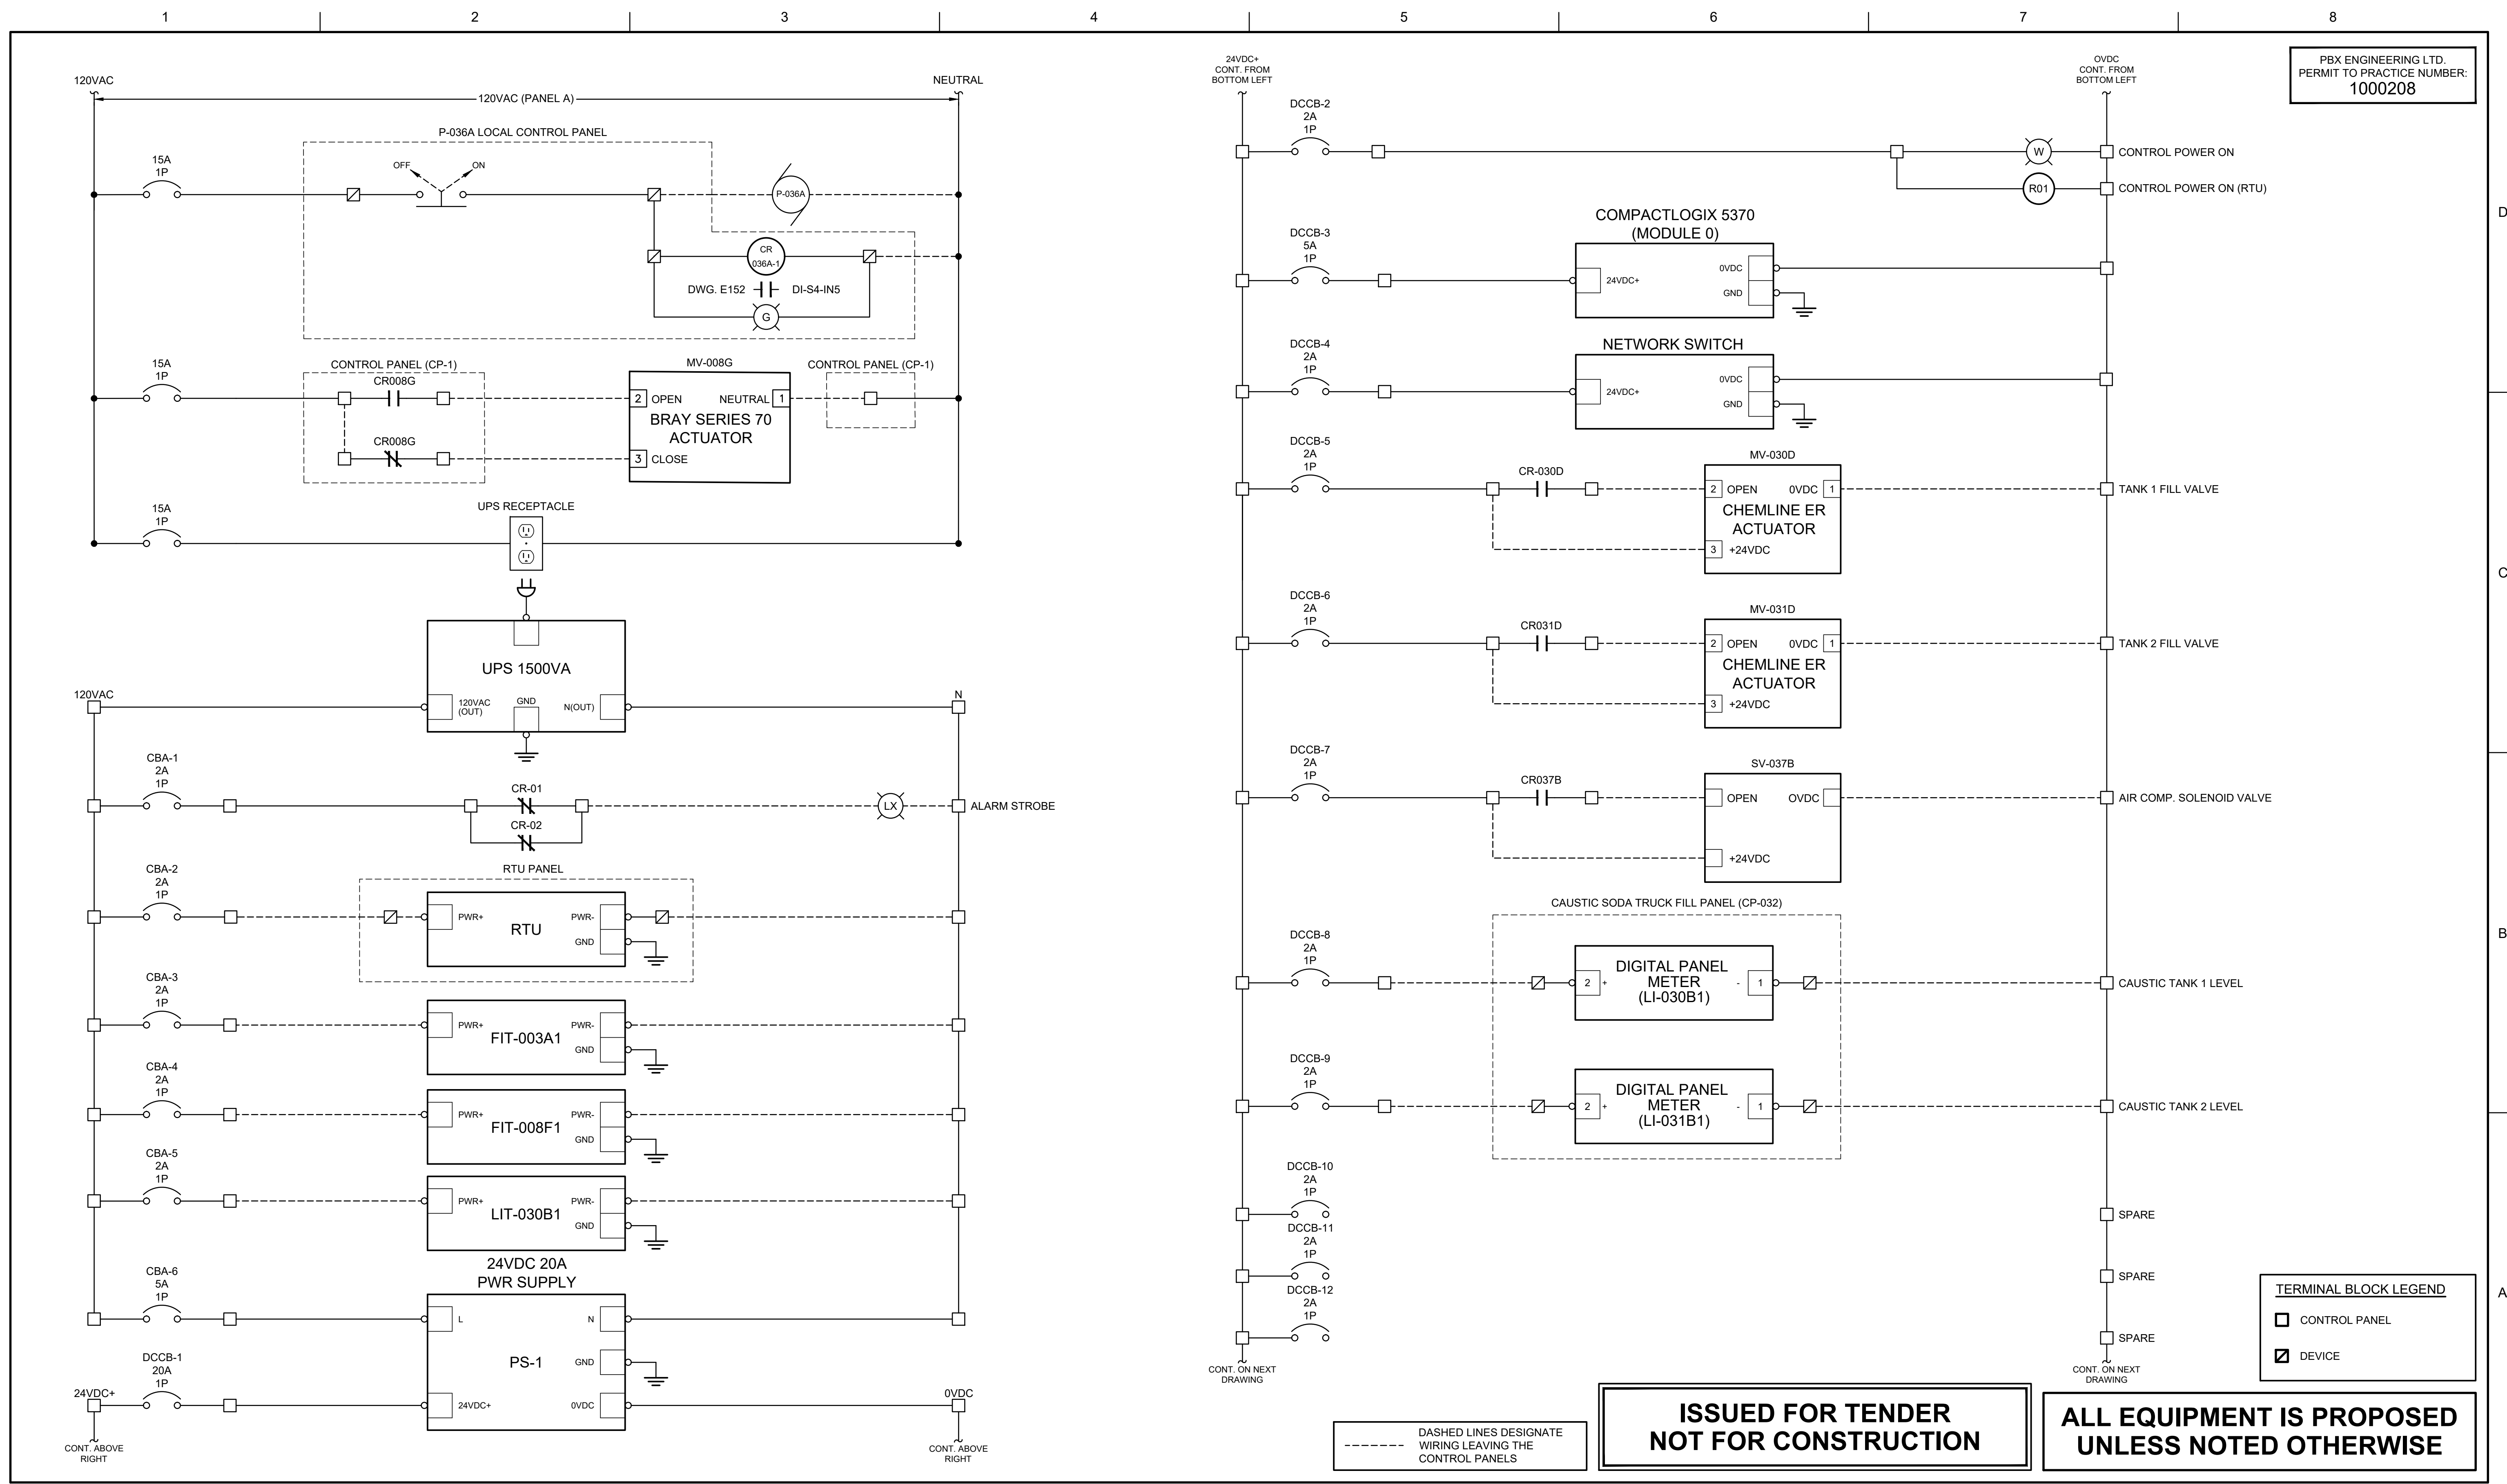 1
2
3
4
5
6
7
8
D
C
B
A
120VAC
NEUTRAL
120VAC (PANEL A)
P-036A LOCAL CONTROL PANEL
15A
1P
OFF
ON
P-036A
CR
036A-1
DWG. E152
DI-S4-IN5
G
15A
1P
CONTROL PANEL (CP-1)
CR008G
CR008G
MV-008G
2 OPEN
NEUTRAL 1
BRAY SERIES 70
ACTUATOR
3 CLOSE
CONTROL PANEL (CP-1)
15A
1P
UPS RECEPTACLE
UPS 1500VA
120VAC
(OUT)
GND
N(OUT)
120VAC
N
CBA-1
2A
1P
CR-01
CR-02
LX
ALARM STROBE
CBA-2
2A
1P
RTU PANEL
PWR+
RTU
PWR-
GND
CBA-3
2A
1P
PWR+
FIT-003A1
PWR-
GND
CBA-4
2A
1P
PWR+
FIT-008F1
PWR-
GND
CBA-5
2A
1P
PWR+
LIT-030B1
PWR-
GND
24VDC 20A
PWR SUPPLY
CBA-6
5A
1P
L
N
PS-1
GND
DCCB-1
20A
1P
24VDC+
24VDC+
0VDC
0VDC
CONT. ABOVE
RIGHT
CONT. ABOVE
RIGHT
24VDC+
CONT. FROM
BOTTOM LEFT
OVDC
CONT. FROM
BOTTOM LEFT
PBX ENGINEERING LTD.
PERMIT TO PRACTICE NUMBER:
1000208
DCCB-2
2A
1P
W
CONTROL POWER ON
R01
CONTROL POWER ON (RTU)
DCCB-3
5A
1P
COMPACTLOGIX 5370
(MODULE 0)
24VDC+
0VDC
GND
DCCB-4
2A
1P
NETWORK SWITCH
24VDC+
0VDC
GND
DCCB-5
2A
1P
CR-030D
MV-030D
2 OPEN
0VDC 1
CHEMLINE ER
ACTUATOR
3 +24VDC
TANK 1 FILL VALVE
DCCB-6
2A
1P
CR031D
MV-031D
2 OPEN
0VDC 1
CHEMLINE ER
ACTUATOR
3 +24VDC
TANK 2 FILL VALVE
DCCB-7
2A
1P
CR037B
SV-037B
OPEN
OVDC
+24VDC
AIR COMP. SOLENOID VALVE
CAUSTIC SODA TRUCK FILL PANEL (CP-032)
DCCB-8
2A
1P
2 +
DIGITAL PANEL
METER
(LI-030B1)
- 1
CAUSTIC TANK 1 LEVEL
DCCB-9
2A
1P
2 +
DIGITAL PANEL
METER
(LI-031B1)
- 1
CAUSTIC TANK 2 LEVEL
DCCB-10
2A
1P
SPARE
DCCB-11
2A
1P
SPARE
DCCB-12
2A
1P
SPARE
CONT. ON NEXT
DRAWING
CONT. ON NEXT
DRAWING
TERMINAL BLOCK LEGEND
CONTROL PANEL
DEVICE
DASHED LINES DESIGNATE
WIRING LEAVING THE
CONTROL PANELS
ISSUED FOR TENDER
NOT FOR CONSTRUCTION
ALL EQUIPMENT IS PROPOSED
UNLESS NOTED OTHERWISE